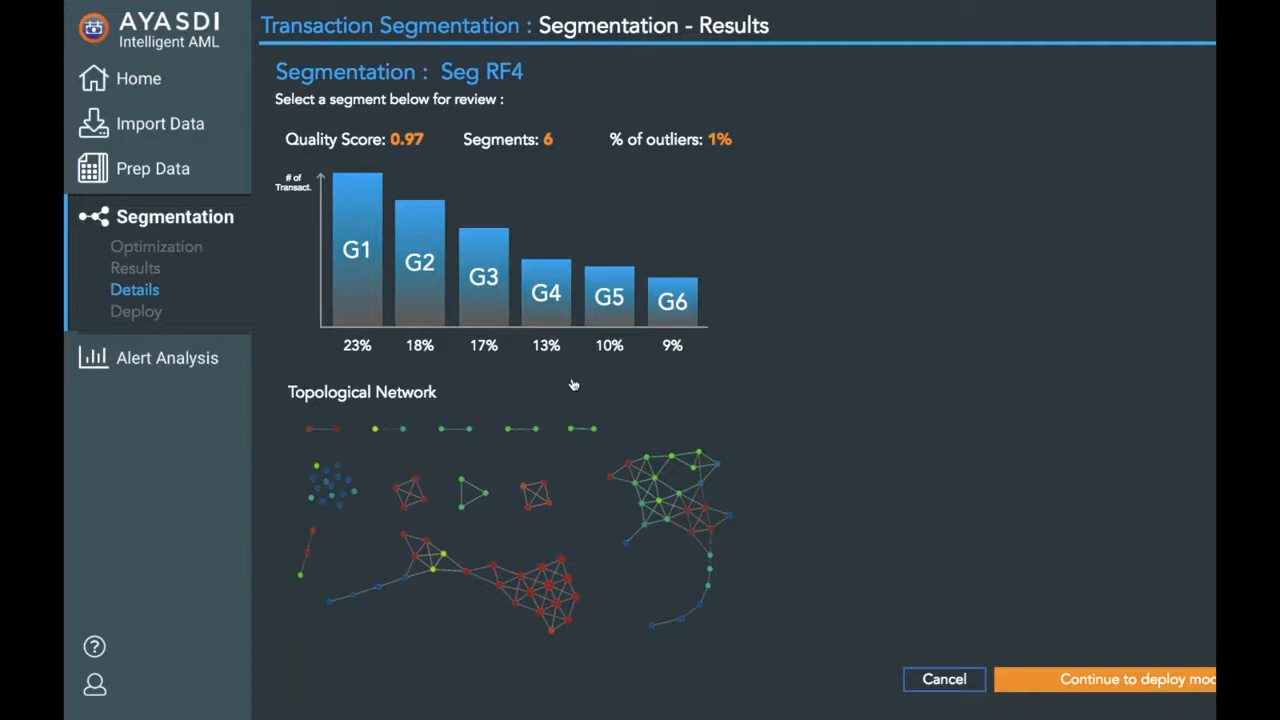 AYASDI
Intelligent AML
Home
Import Data
Prep Data
Segmentation
Optimization
Results
Details
Deploy
Alert Analysis
?
Transaction Segmentation : Segmentation - Results
Segmentation : Seg RF4
Select a segment below for review :
Quality Score: 0.97 Segments: 6 % of outliers: 1%
# of
Transact.
G1 G2 G3 G4 G5 G6
23% 18% 17% 13% 10% 9%
Topological Network
Cancel Continue to deploy moc